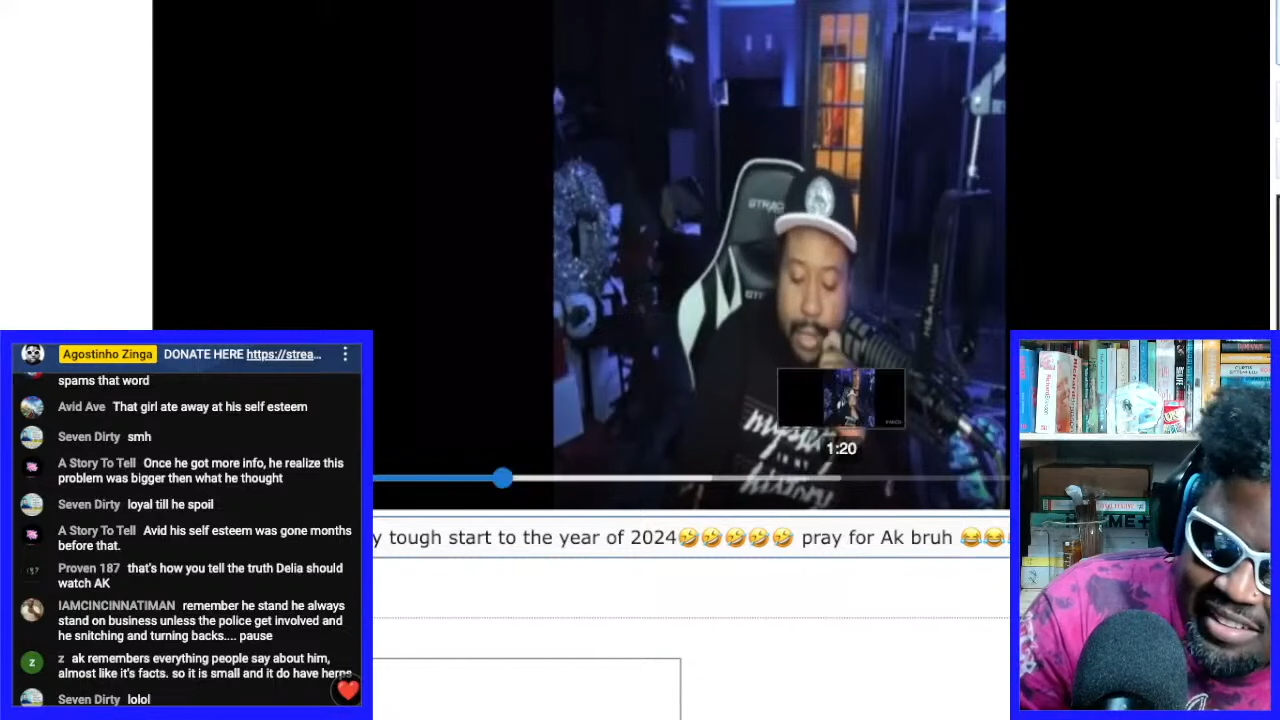 GTRAC
1:20
y tough start to the year of 2024🤣🤣🤣🤣🤣 pray for Ak bruh 😂😂
Agostinho Zinga DONATE HERE https://strea...
spams that word
Avid Ave That girl ate away at his self esteem
Seven Dirty smh
A Story To Tell Once he got more info, he realize this
problem was bigger then what he thought
Seven Dirty loyal till he spoil
A Story To Tell Avid his self esteem was gone months
before that.
Proven 187 that's how you tell the truth Delia should
watch AK
IAMCINCINNATIMAN remember he stand he always
stand on business unless the police get involved and
he snitching and turning backs.... pause
z
z ak remembers everything people say about him,
almost like it's facts. so it is small and it do have herps
Seven Dirty lolol